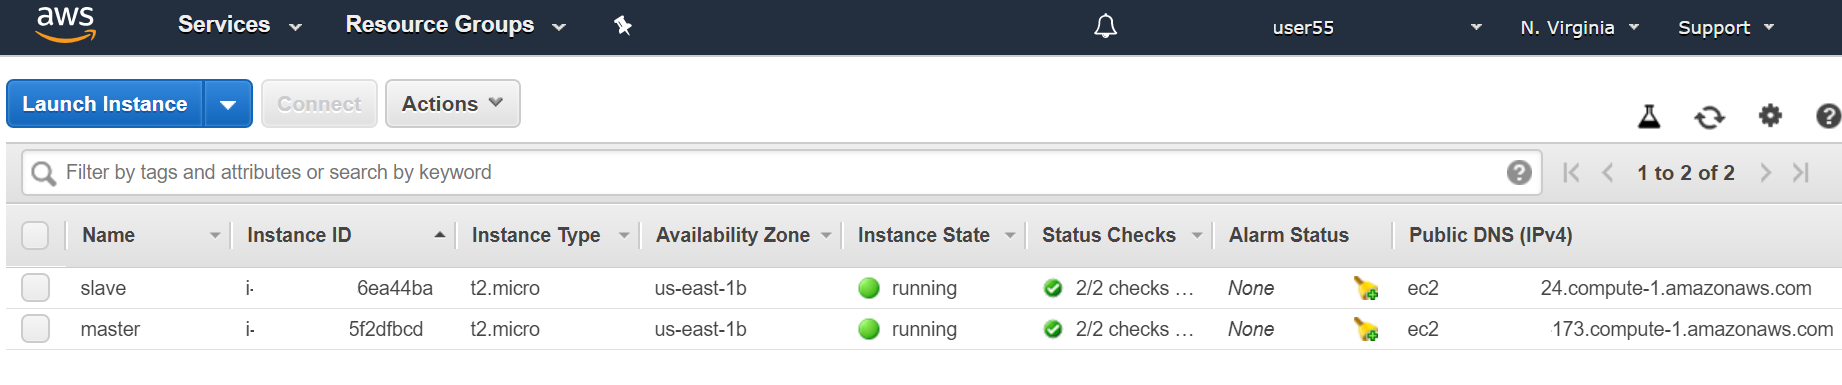 aws Services Resource Groups user55 N. Virginia Support
Launch Instance Connect Actions
Filter by tags and attributes or search by keyword ? 1 to 2 of 2 ?
Name Instance ID Instance Type Availability Zone Instance State Status Checks Alarm Status Public DNS (IPv4)
slave i- 6ea44ba t2.micro us-east-1b running 2/2 checks ... None ec2 24.compute-1.amazonaws.com
master i- 5f2dfbcd t2.micro us-east-1b running 2/2 checks ... None ec2 173.compute-1.amazonaws.com